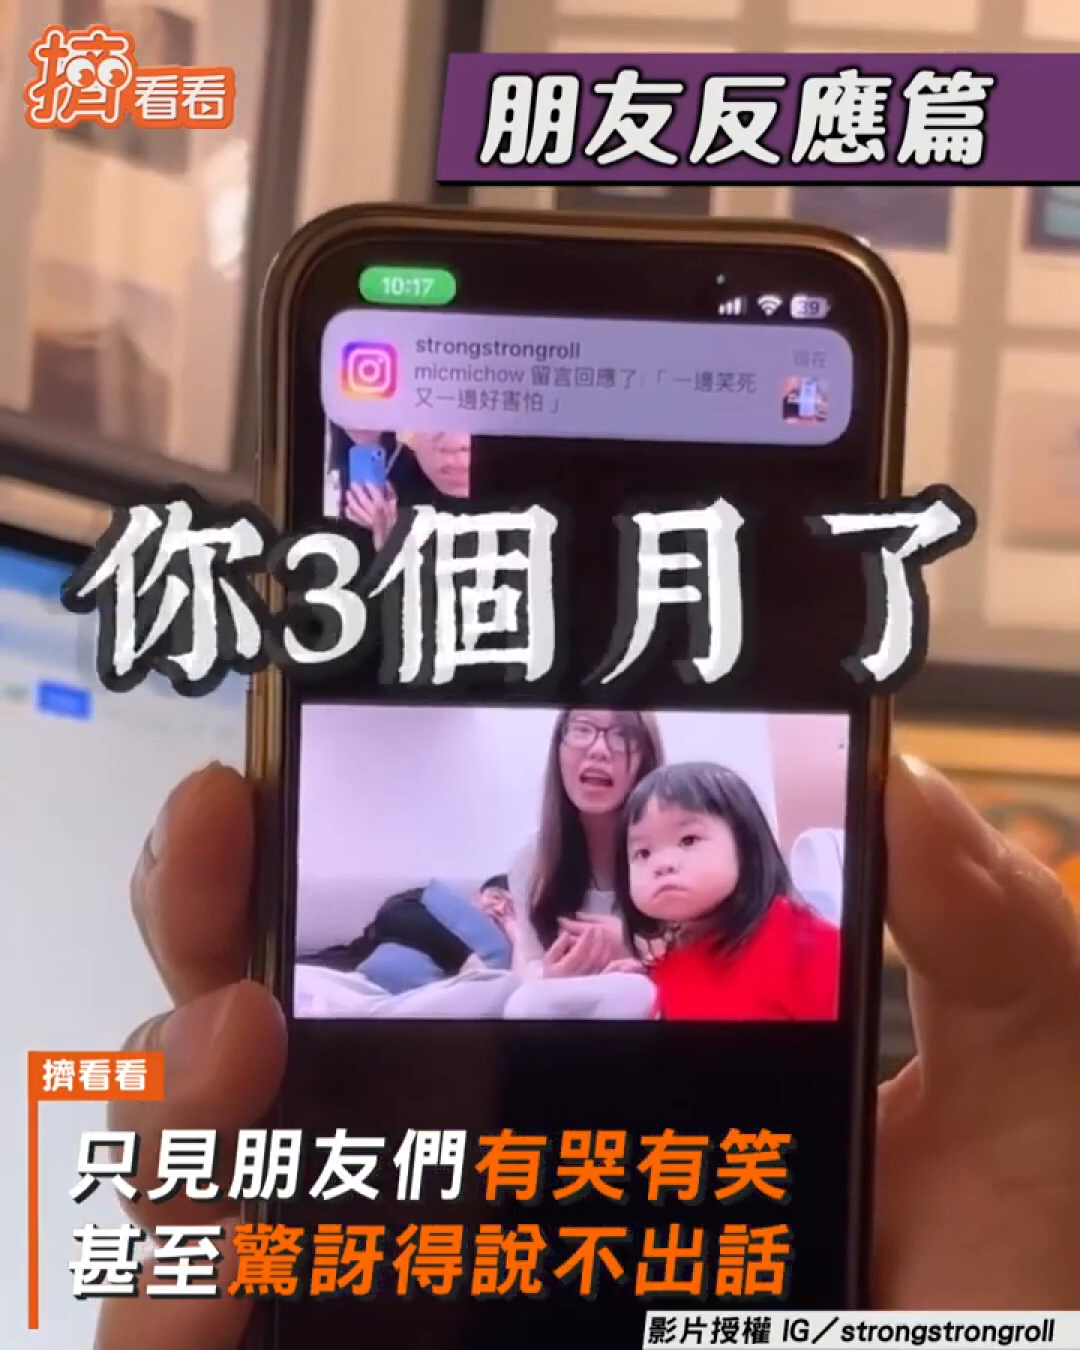 擠看看
朋友反應篇
10:17
39
strongstrongroll
現在
micmichow 留言回應了:「 一邊笑死
又一邊好害怕 」
你3個月了
擠看看
只見朋友們有哭有笑
甚至驚訝得說不出話
影片授權 IG／strongstrongroll